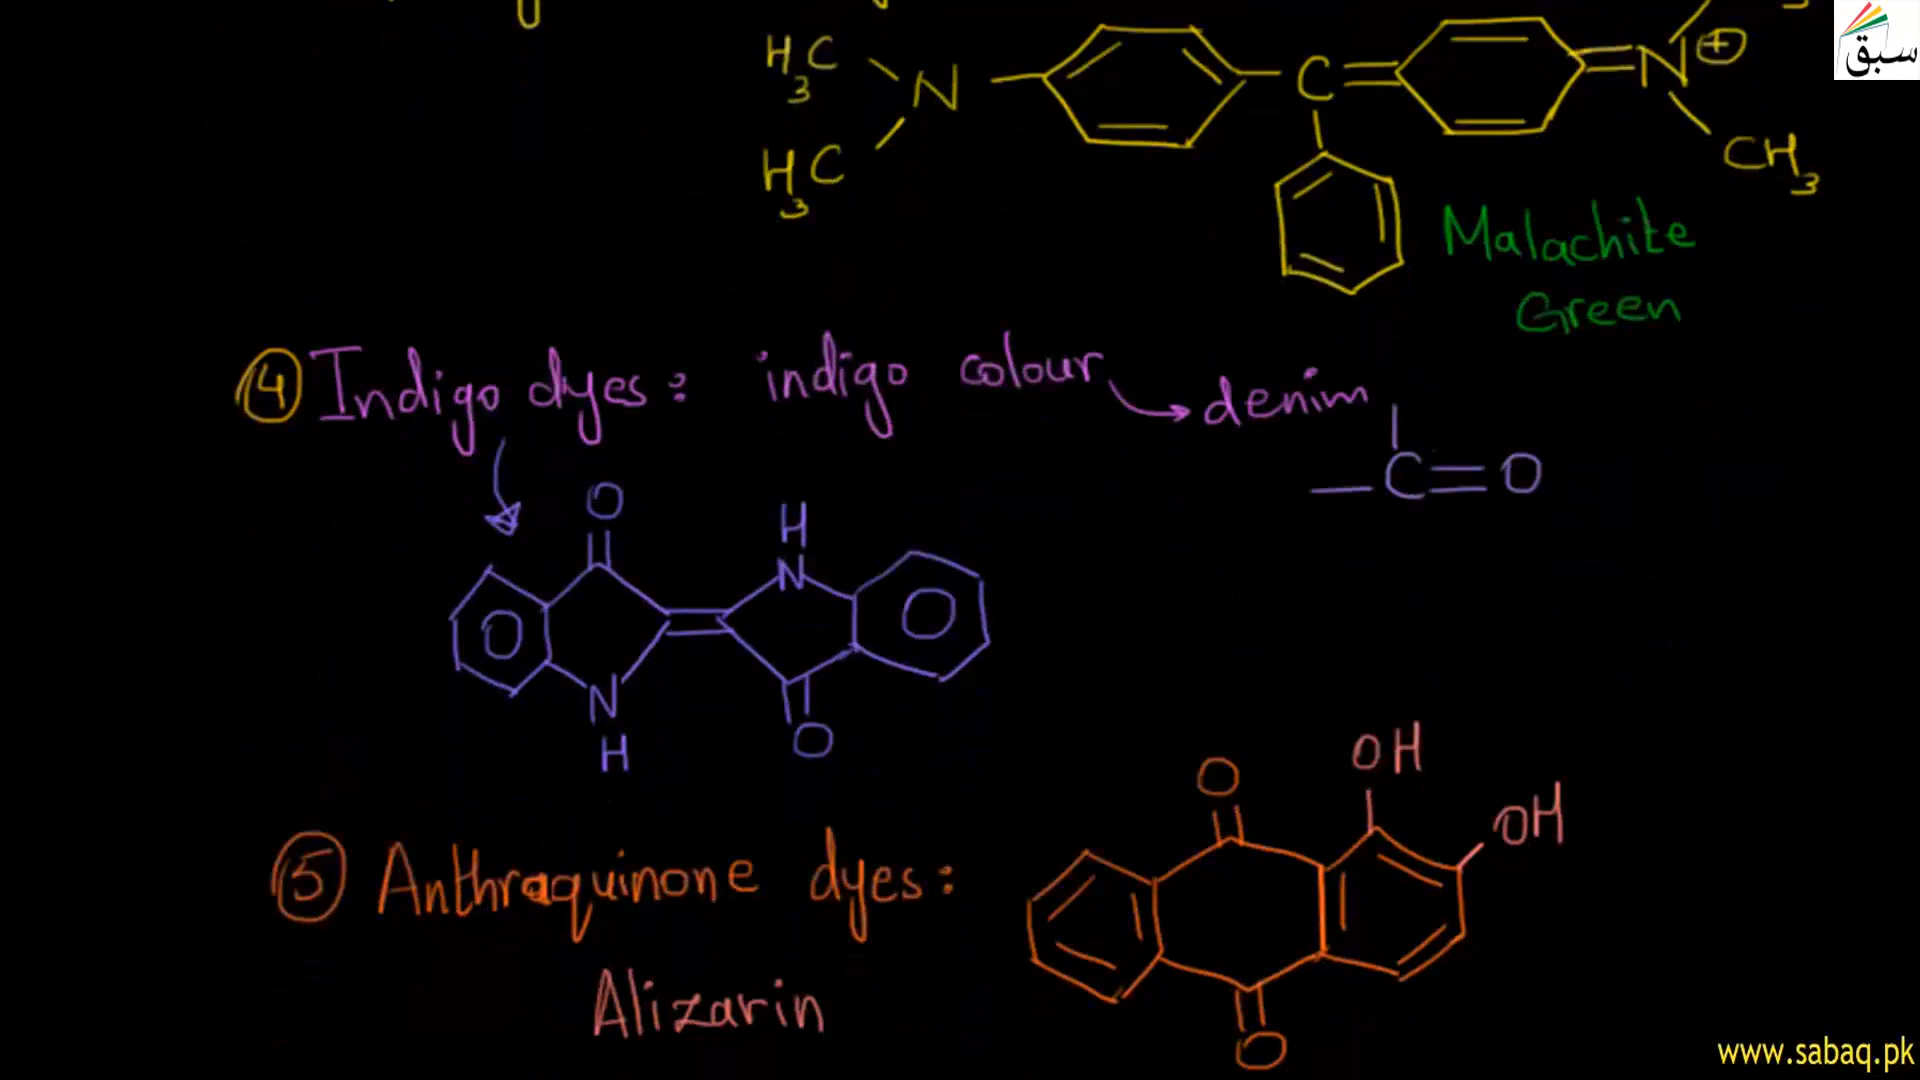 سبق
H3C
N
C
N⊕
H3C
CH3
Malachite
Green
④ Indigo dyes: indigo colour → denim
C=O
O
H
N
N
H
O
OH
O
OH
⑤ Anthraquinone dyes:
Alizarin
O
www.sabaq.pk